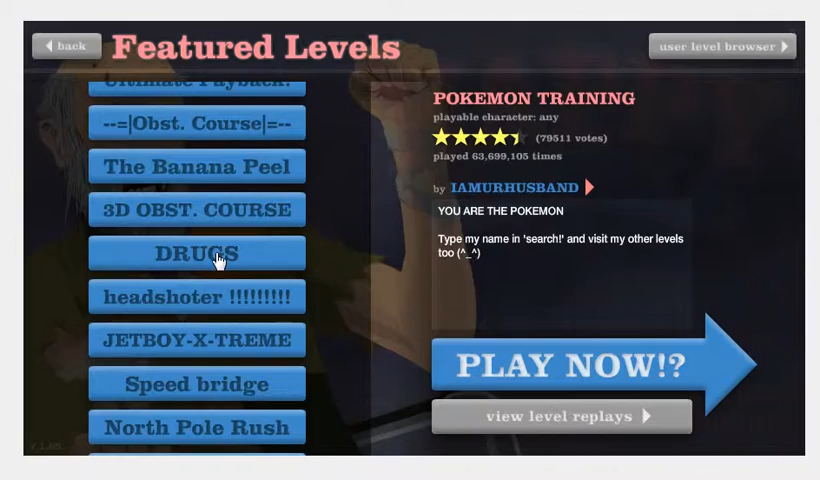 back
Featured Levels
user level browser
Ultimate Payback!
--=|Obst. Course|=--
The Banana Peel
3D OBST. COURSE
DRUGS
headshoter !!!!!!!!!
JETBOY-X-TREME
Speed bridge
North Pole Rush
POKEMON TRAINING
playable character: any
(79511 votes)
played 63,699,105 times
by IAMURHUSBAND
YOU ARE THE POKEMON
Type my name in 'search!' and visit my other levels
too (^_^)
PLAY NOW!?
view level replays